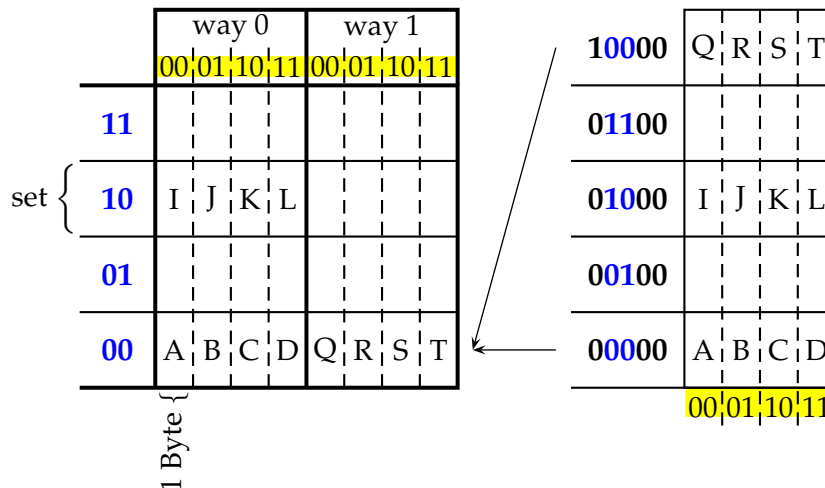 way 0 way 1
00 01 10 11 00 01 10 11
11
set 10 I J K L
01
00 A B C D Q R S T
1 Byte
10000 Q R S T
01100
01000 I J K L
00100
00000 A B C D
00 01 10 11